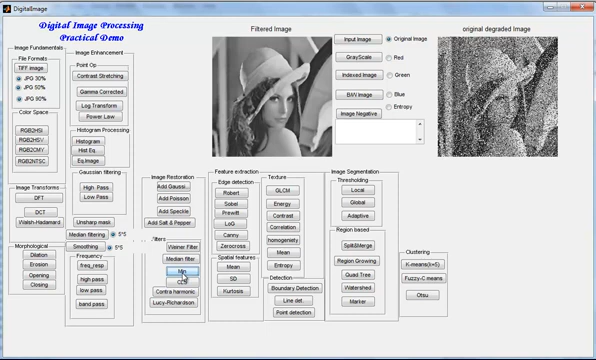 DigitalImage
Digital Image Processing
Practical Demo
Filtered Image
original degraded Image
Input Image
Original Image
GrayScale
Red
Indexed Image
Green
B/W Image
Blue
Entropy
Image Negative
Image Fundamentals
File Formats
TIFF image
JPG 30%
JPG 50%
JPG 90%
Color Space
RGB2HSI
RGB2HSV
RGB2CMY
RGB2NTSC
Image Transforms
DFT
DCT
Walsh-Hadamard
Morphological
Dilation
Erosion
Opening
Closing
Image Enhancement
Point Op
Contrast Stretching
Gamma Corrected
Log Transform
Power Law
Histogram Processing
Histogram
Hist Eq.
Eq.Image
Gaussian filtering
High Pass
Low Pass
Unsharp mask
Median filtering
5*5
Smoothing
5*5
Frequency
freq_resp
high pass
low pass
band pass
Image Restoration
Add Gaussi...
Add Poisson
Add Speckle
Add Salt & Pepper
.filters
Weiner Filter
Median filter
Min
Contra harmonic
Lucy-Richardson.
Feature extraction
Edge detection
Robert
Sobel
Prewitt
LoG
Canny
Zerocross
Spatial features
Mean
SD
Kurtosis
Texture
GLCM
Energy
Contrast
Correlation
homogeniety
Mean
Entropy
Detection
Boundary Detection
Line det.
Point detection
Image Segmentation
Thresholding
Local
Global
Adaptive
Region based
Split&Merge
Region Growing
Quad Tree
Watershed
Marker
Clustering
K-means(k=5)
Fuzzy-C means
Otsu